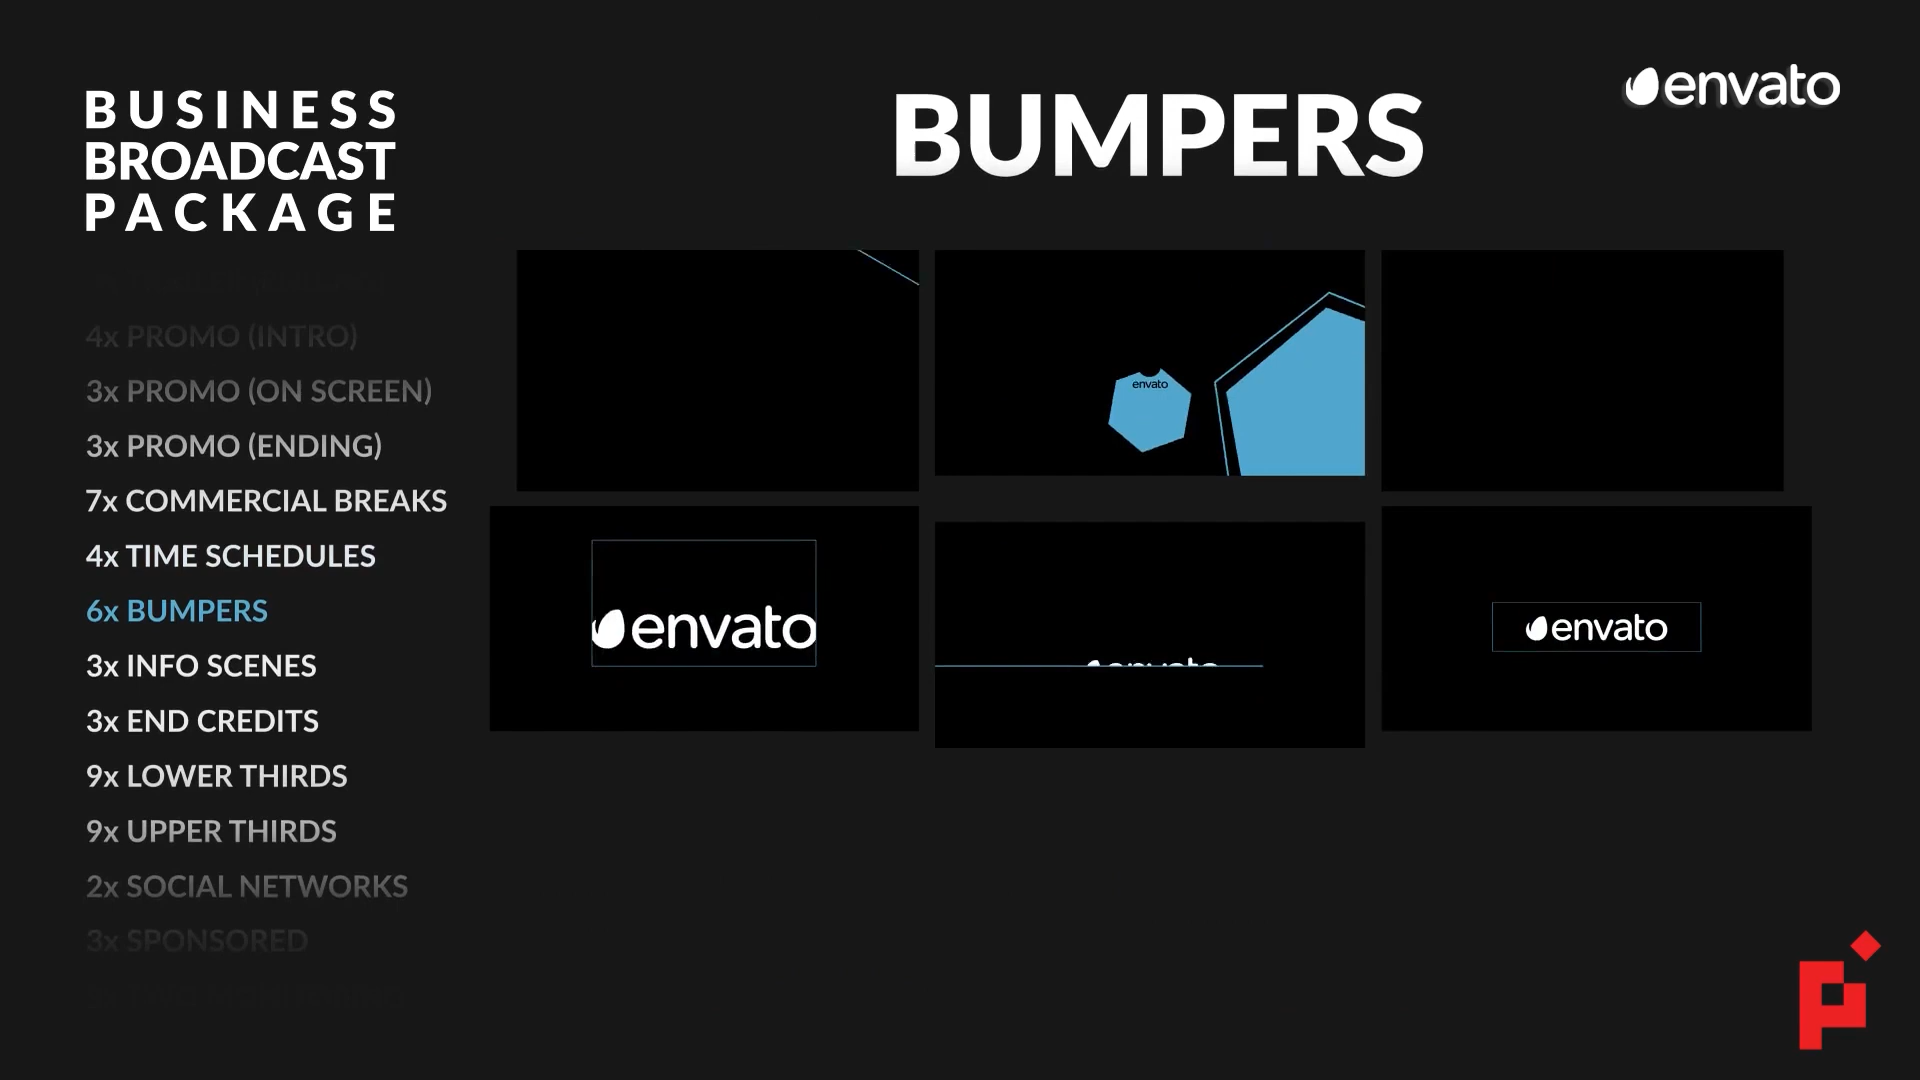 BUSINESS
BROADCAST
PACKAGE
4x PROMO (INTRO)
3x PROMO (ON SCREEN)
3x PROMO (ENDING)
7x COMMERCIAL BREAKS
4x TIME SCHEDULES
6x BUMPERS
3x INFO SCENES
3x END CREDITS
9x LOWER THIRDS
9x UPPER THIRDS
2x SOCIAL NETWORKS
3x SPONSORED
BUMPERS
envato
envato
envato
envato